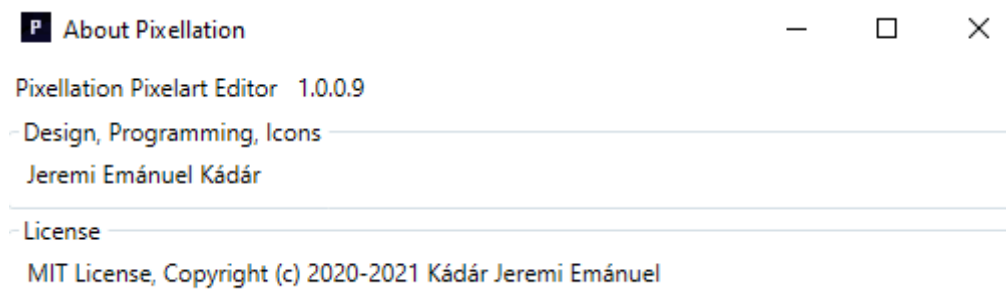 P About Pixellation
Pixellation Pixelart Editor 1.0.0.9
Design, Programming, Icons
Jeremi Emánuel Kádár
License
MIT License, Copyright (c) 2020-2021 Kádár Jeremi Emánuel